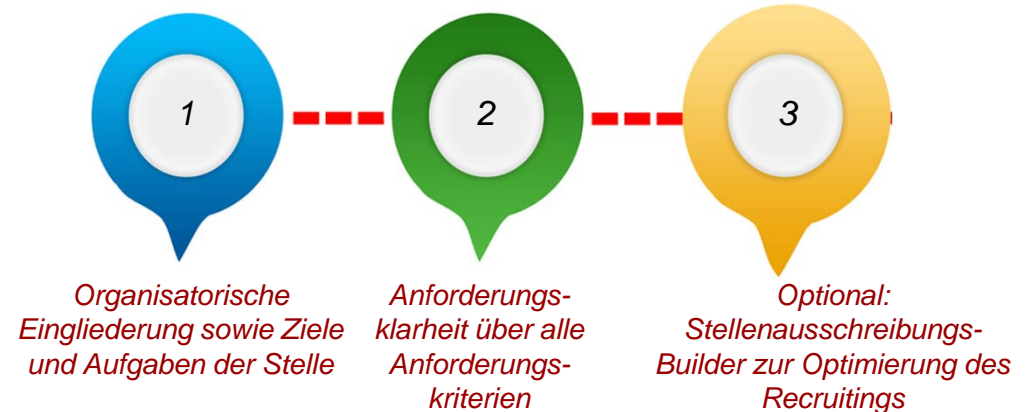 1
2
3
Organisatorische
Eingliederung sowie Ziele
und Aufgaben der Stelle
Anforderungs-
klarheit über alle
Anforderungs-
kriterien
Optional:
Stellenausschreibungs-
Builder zur Optimierung des
Recruitings